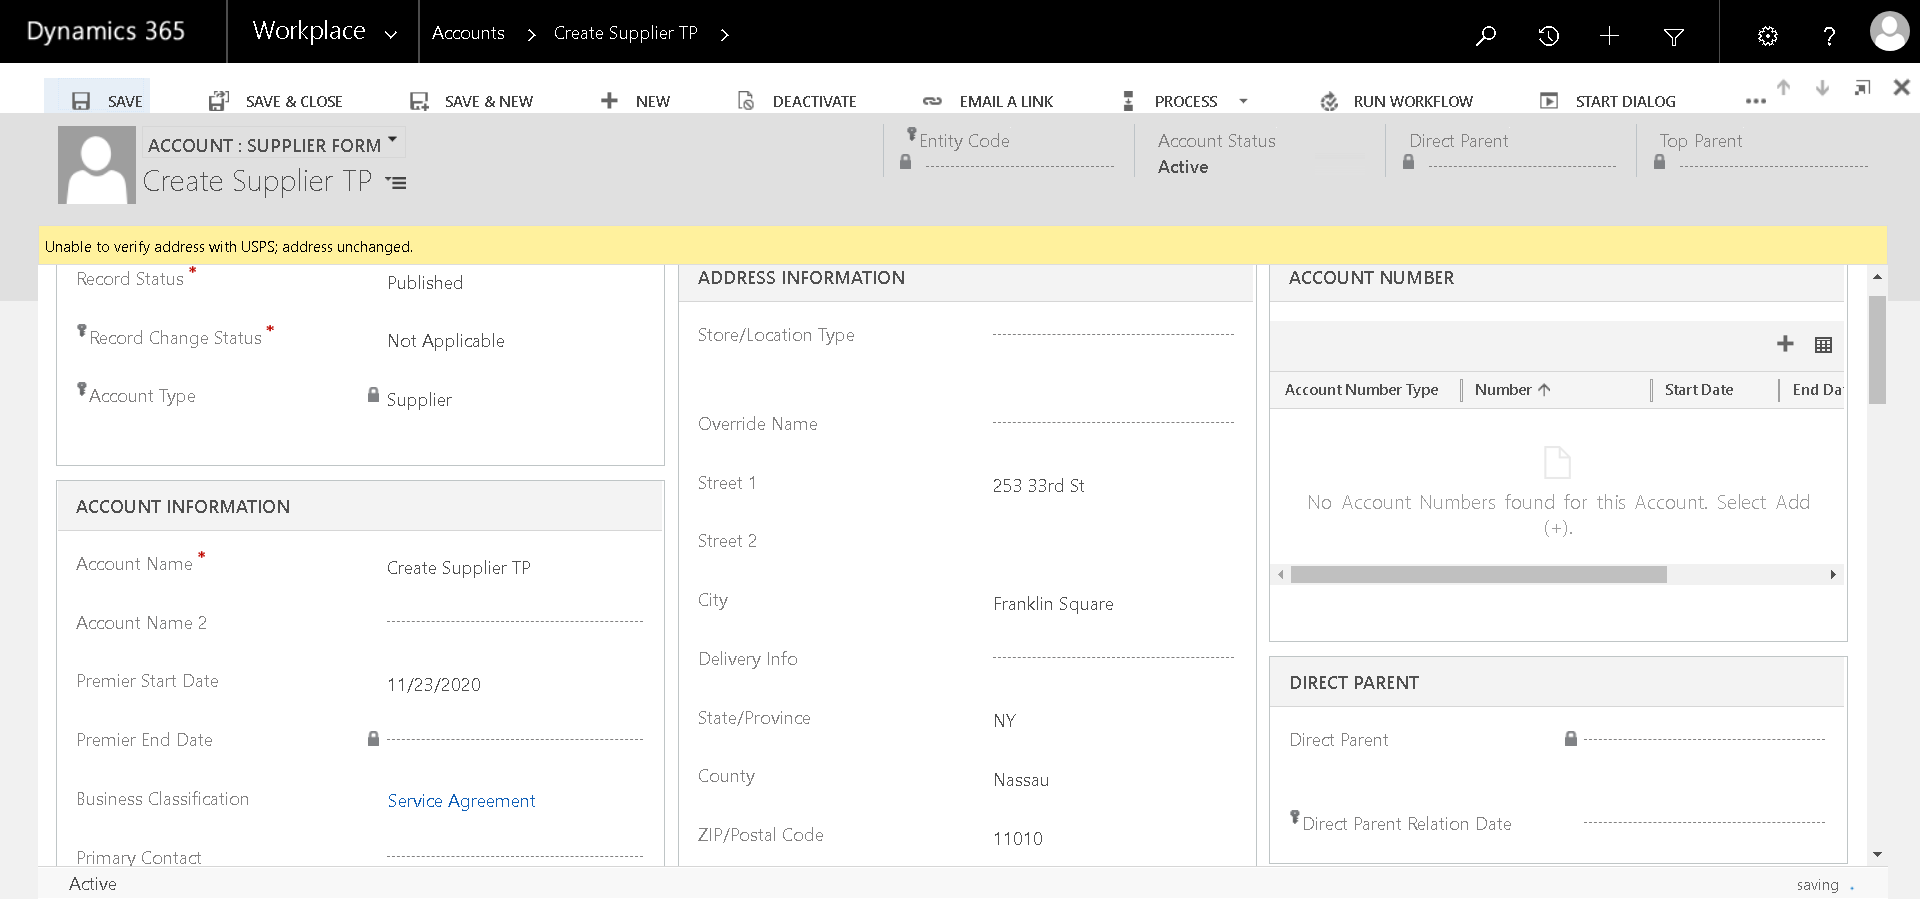 Dynamics 365
Workplace
Accounts
Create Supplier TP
SAVE
SAVE & CLOSE
SAVE & NEW
NEW
DEACTIVATE
EMAIL A LINK
PROCESS
RUN WORKFLOW
START DIALOG
ACCOUNT : SUPPLIER FORM
Create Supplier TP
Entity Code
Account Status
Active
Direct Parent
Top Parent
Unable to verify address with USPS; address unchanged.
Record Status *
Published
Record Change Status *
Not Applicable
Account Type
Supplier
ACCOUNT INFORMATION
Account Name *
Create Supplier TP
Account Name 2
Premier Start Date
11/23/2020
Premier End Date
Business Classification
Service Agreement
Primary Contact
ADDRESS INFORMATION
Store/Location Type
Override Name
Street 1
253 33rd St
Street 2
City
Franklin Square
Delivery Info
State/Province
NY
County
Nassau
ZIP/Postal Code
11010
ACCOUNT NUMBER
Account Number Type
Number
Start Date
End Da
No Account Numbers found for this Account. Select Add
(+).
DIRECT PARENT
Direct Parent
Direct Parent Relation Date
Active
saving